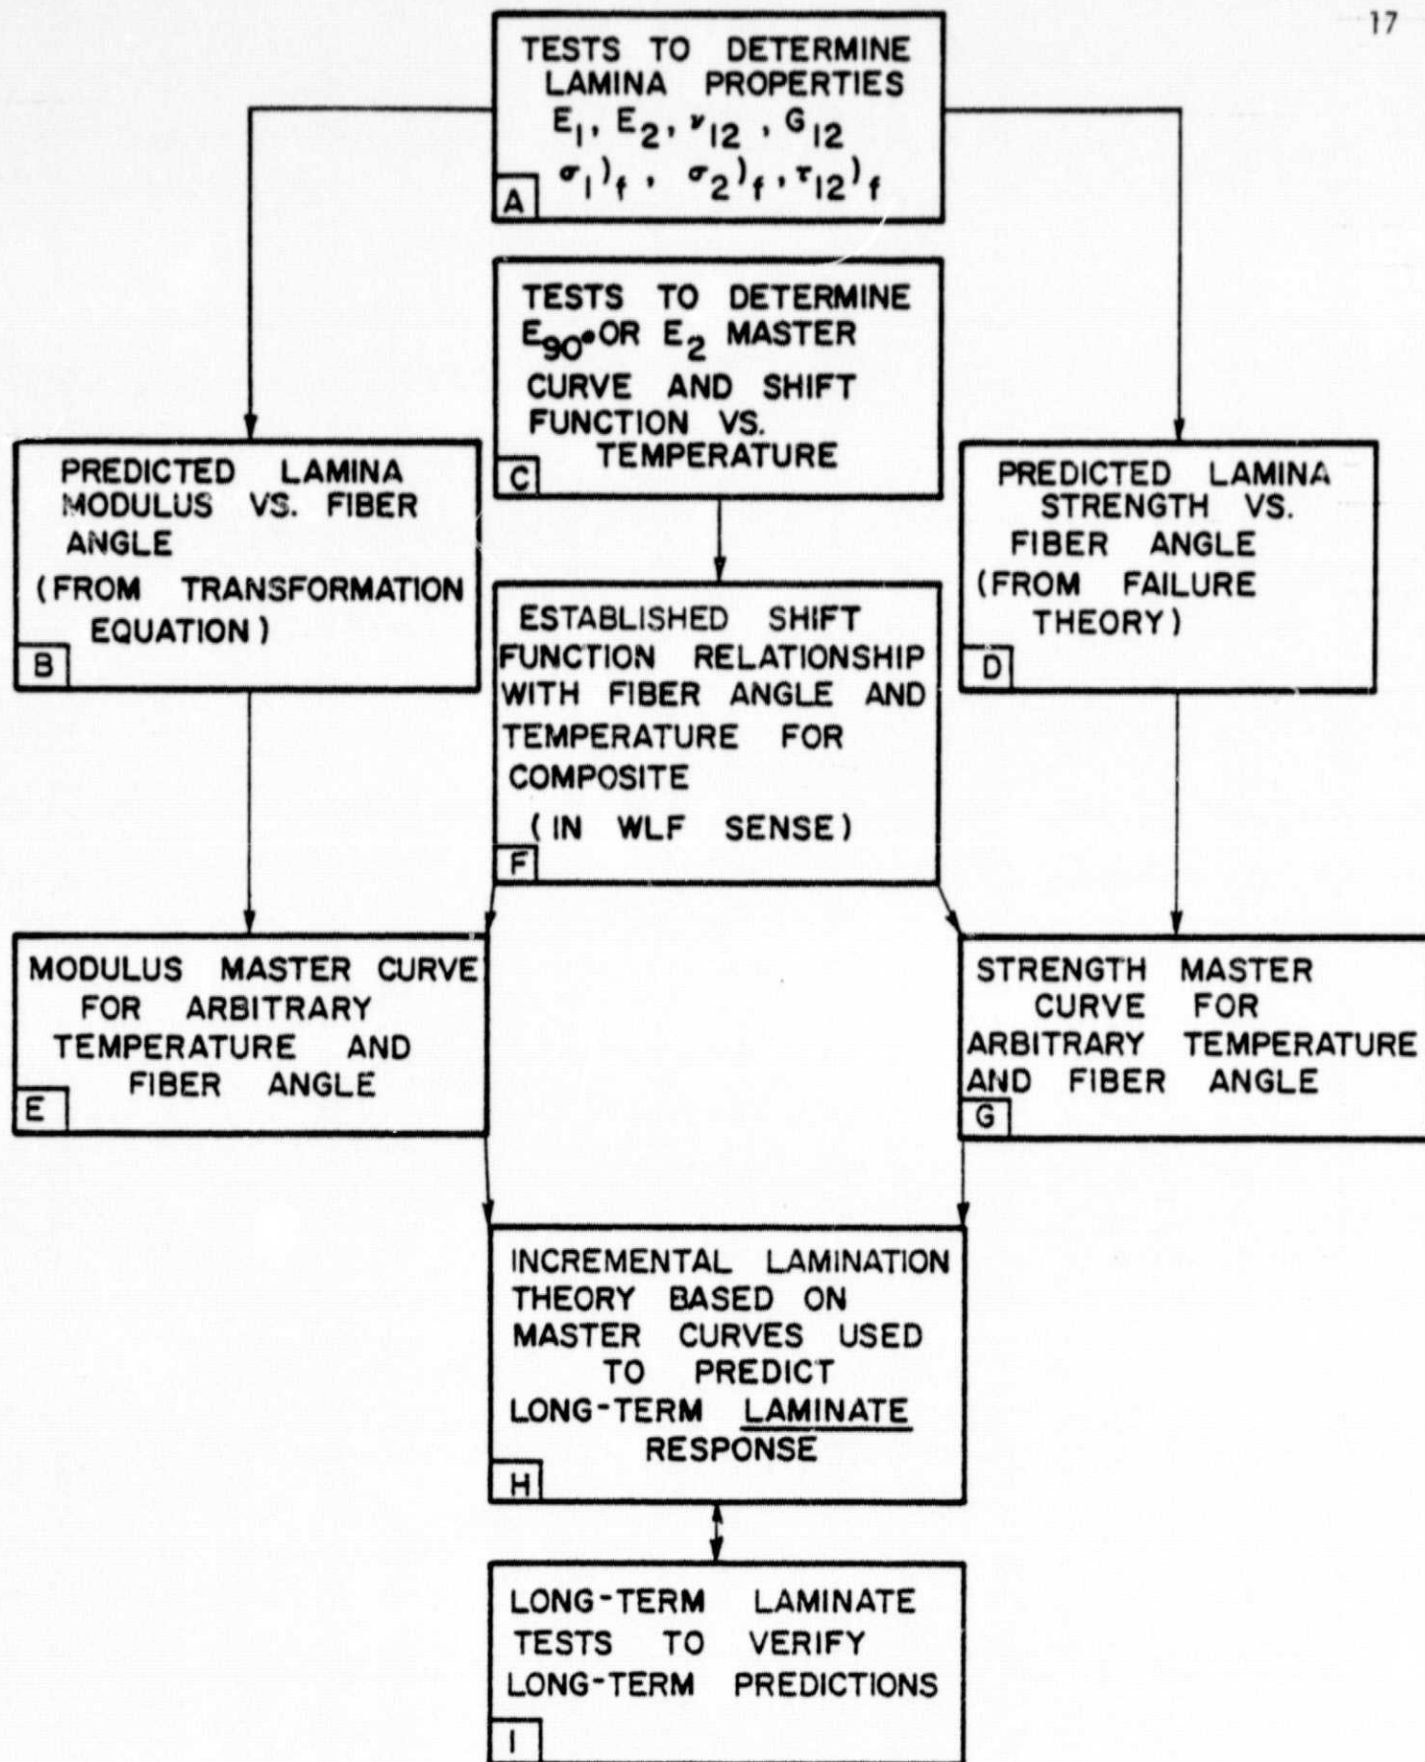 17
TESTS TO DETERMINE
LAMINA PROPERTIES
E₁, E₂, ν₁₂, G₁₂
σ₁)f, σ₂)f, τ₁₂)f
A
TESTS TO DETERMINE
E90° OR E₂ MASTER
CURVE AND SHIFT
FUNCTION VS.
TEMPERATURE
C
PREDICTED LAMINA
MODULUS VS. FIBER
ANGLE
(FROM TRANSFORMATION
EQUATION)
B
PREDICTED LAMINA
STRENGTH VS.
FIBER ANGLE
(FROM FAILURE
THEORY)
D
ESTABLISHED SHIFT
FUNCTION RELATIONSHIP
WITH FIBER ANGLE AND
TEMPERATURE FOR
COMPOSITE
(IN WLF SENSE)
F
MODULUS MASTER CURVE
FOR ARBITRARY
TEMPERATURE AND
FIBER ANGLE
E
STRENGTH MASTER
CURVE FOR
ARBITRARY TEMPERATURE
AND FIBER ANGLE
G
INCREMENTAL LAMINATION
THEORY BASED ON
MASTER CURVES USED
TO PREDICT
LONG-TERM LAMINATE
RESPONSE
H
LONG-TERM LAMINATE
TESTS TO VERIFY
LONG-TERM PREDICTIONS
I